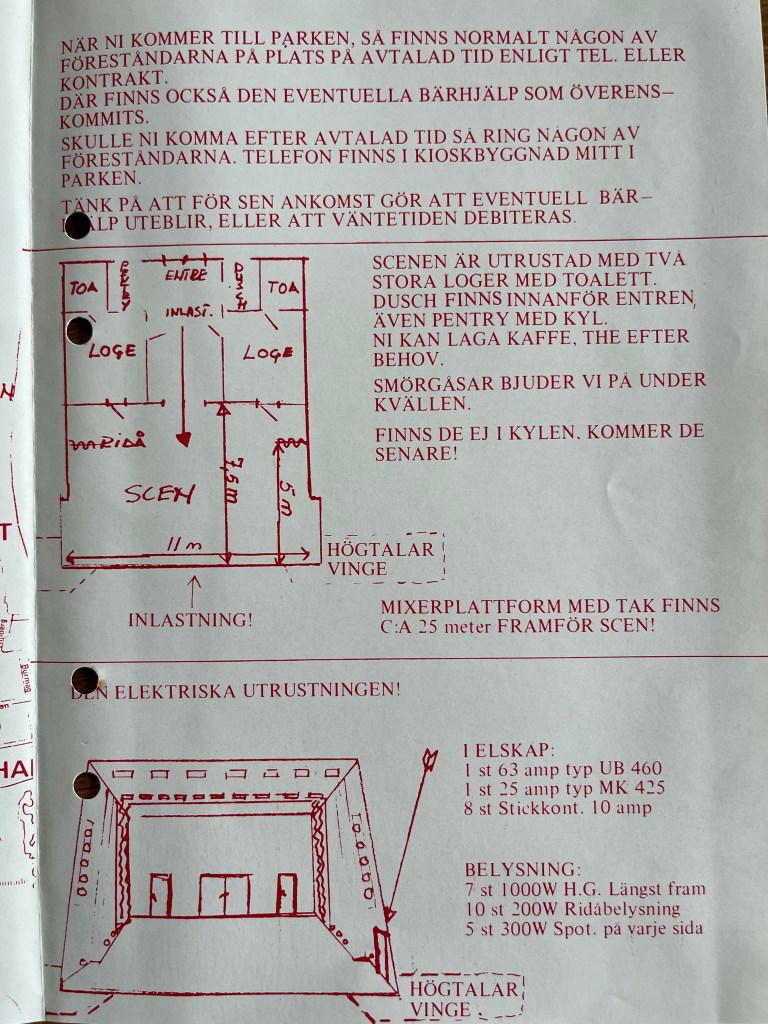 NÄR NI KOMMER TILL PARKEN, SÅ FINNS NORMALT NÅGON AV
FÖRESTÅNDARNA PÅ PLATS PÅ AVTALAD TID ENLIGT TEL. ELLER
KONTRAKT.
DÄR FINNS OCKSÅ DEN EVENTUELLA BÄRHJÄLP SOM ÖVERENS–
KOMMITS.
SKULLE NI KOMMA EFTER AVTALAD TID SÅ RING NÅGON AV
FÖRESTÅNDARNA. TELEFON FINNS I KIOSKBYGGNAD MITT I
PARKEN.
TÄNK PÅ ATT FÖR SEN ANKOMST GÖR ATT EVENTUELL BÄR–
HJÄLP UTEBLIR, ELLER ATT VÄNTETIDEN DEBITERAS.
TOA
PENTRY
ENTRE
DUSCH
TOA
INLAST.
LOGE
LOGE
RIDÅ
SCEN
7,5 m
5 m
11 m
HÖGTALAR
VINGE
INLASTNING!
SCENEN ÄR UTRUSTAD MED TVÅ
STORA LOGER MED TOALETT.
DUSCH FINNS INNANFÖR ENTREN,
ÄVEN PENTRY MED KYL.
NI KAN LAGA KAFFE, THE EFTER
BEHOV.
SMÖRGÅSAR BJUDER VI PÅ UNDER
KVÄLLEN.
FINNS DE EJ I KYLEN, KOMMER DE
SENARE!
MIXERPLATTFORM MED TAK FINNS
C:A 25 meter FRAMFÖR SCEN!
DEN ELEKTRISKA UTRUSTNINGEN!
I ELSKAP:
1 st 63 amp typ UB 460
1 st 25 amp typ MK 425
8 st Stickkont. 10 amp
BELYSNING:
7 st 1000W H.G. Längst fram
10 st 200W Ridåbelysning
5 st 300W Spot. på varje sida
HÖGTALAR
VINGE